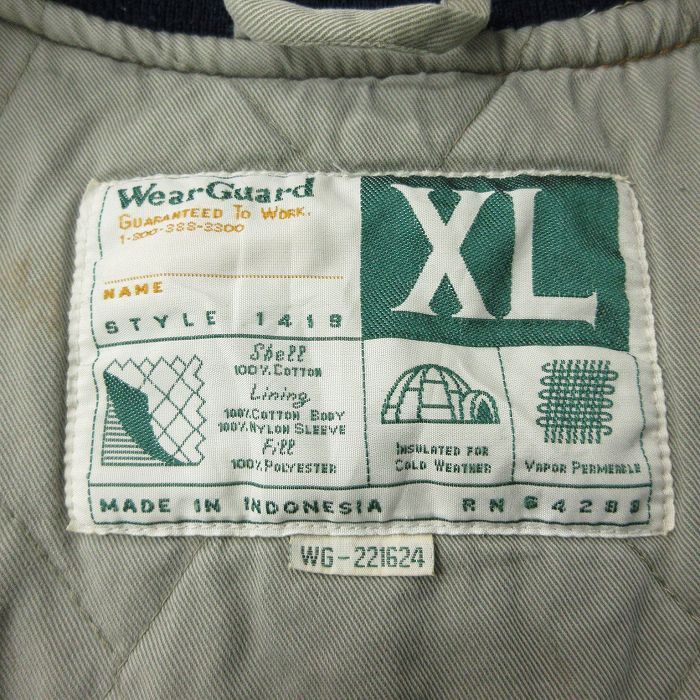 WearGuard
GUARANTEED TO WORK.
1-800-388-3300
NAME
STYLE 1419
XL
Shell
100% COTTON
Lining
100% COTTON BODY
100% NYLON SLEEVE
Fill
100% POLYESTER
INSULATED FOR
COLD WEATHER
VAPOR PERMEABLE
MADE IN INDONESIA
RN 64288
WG-221624